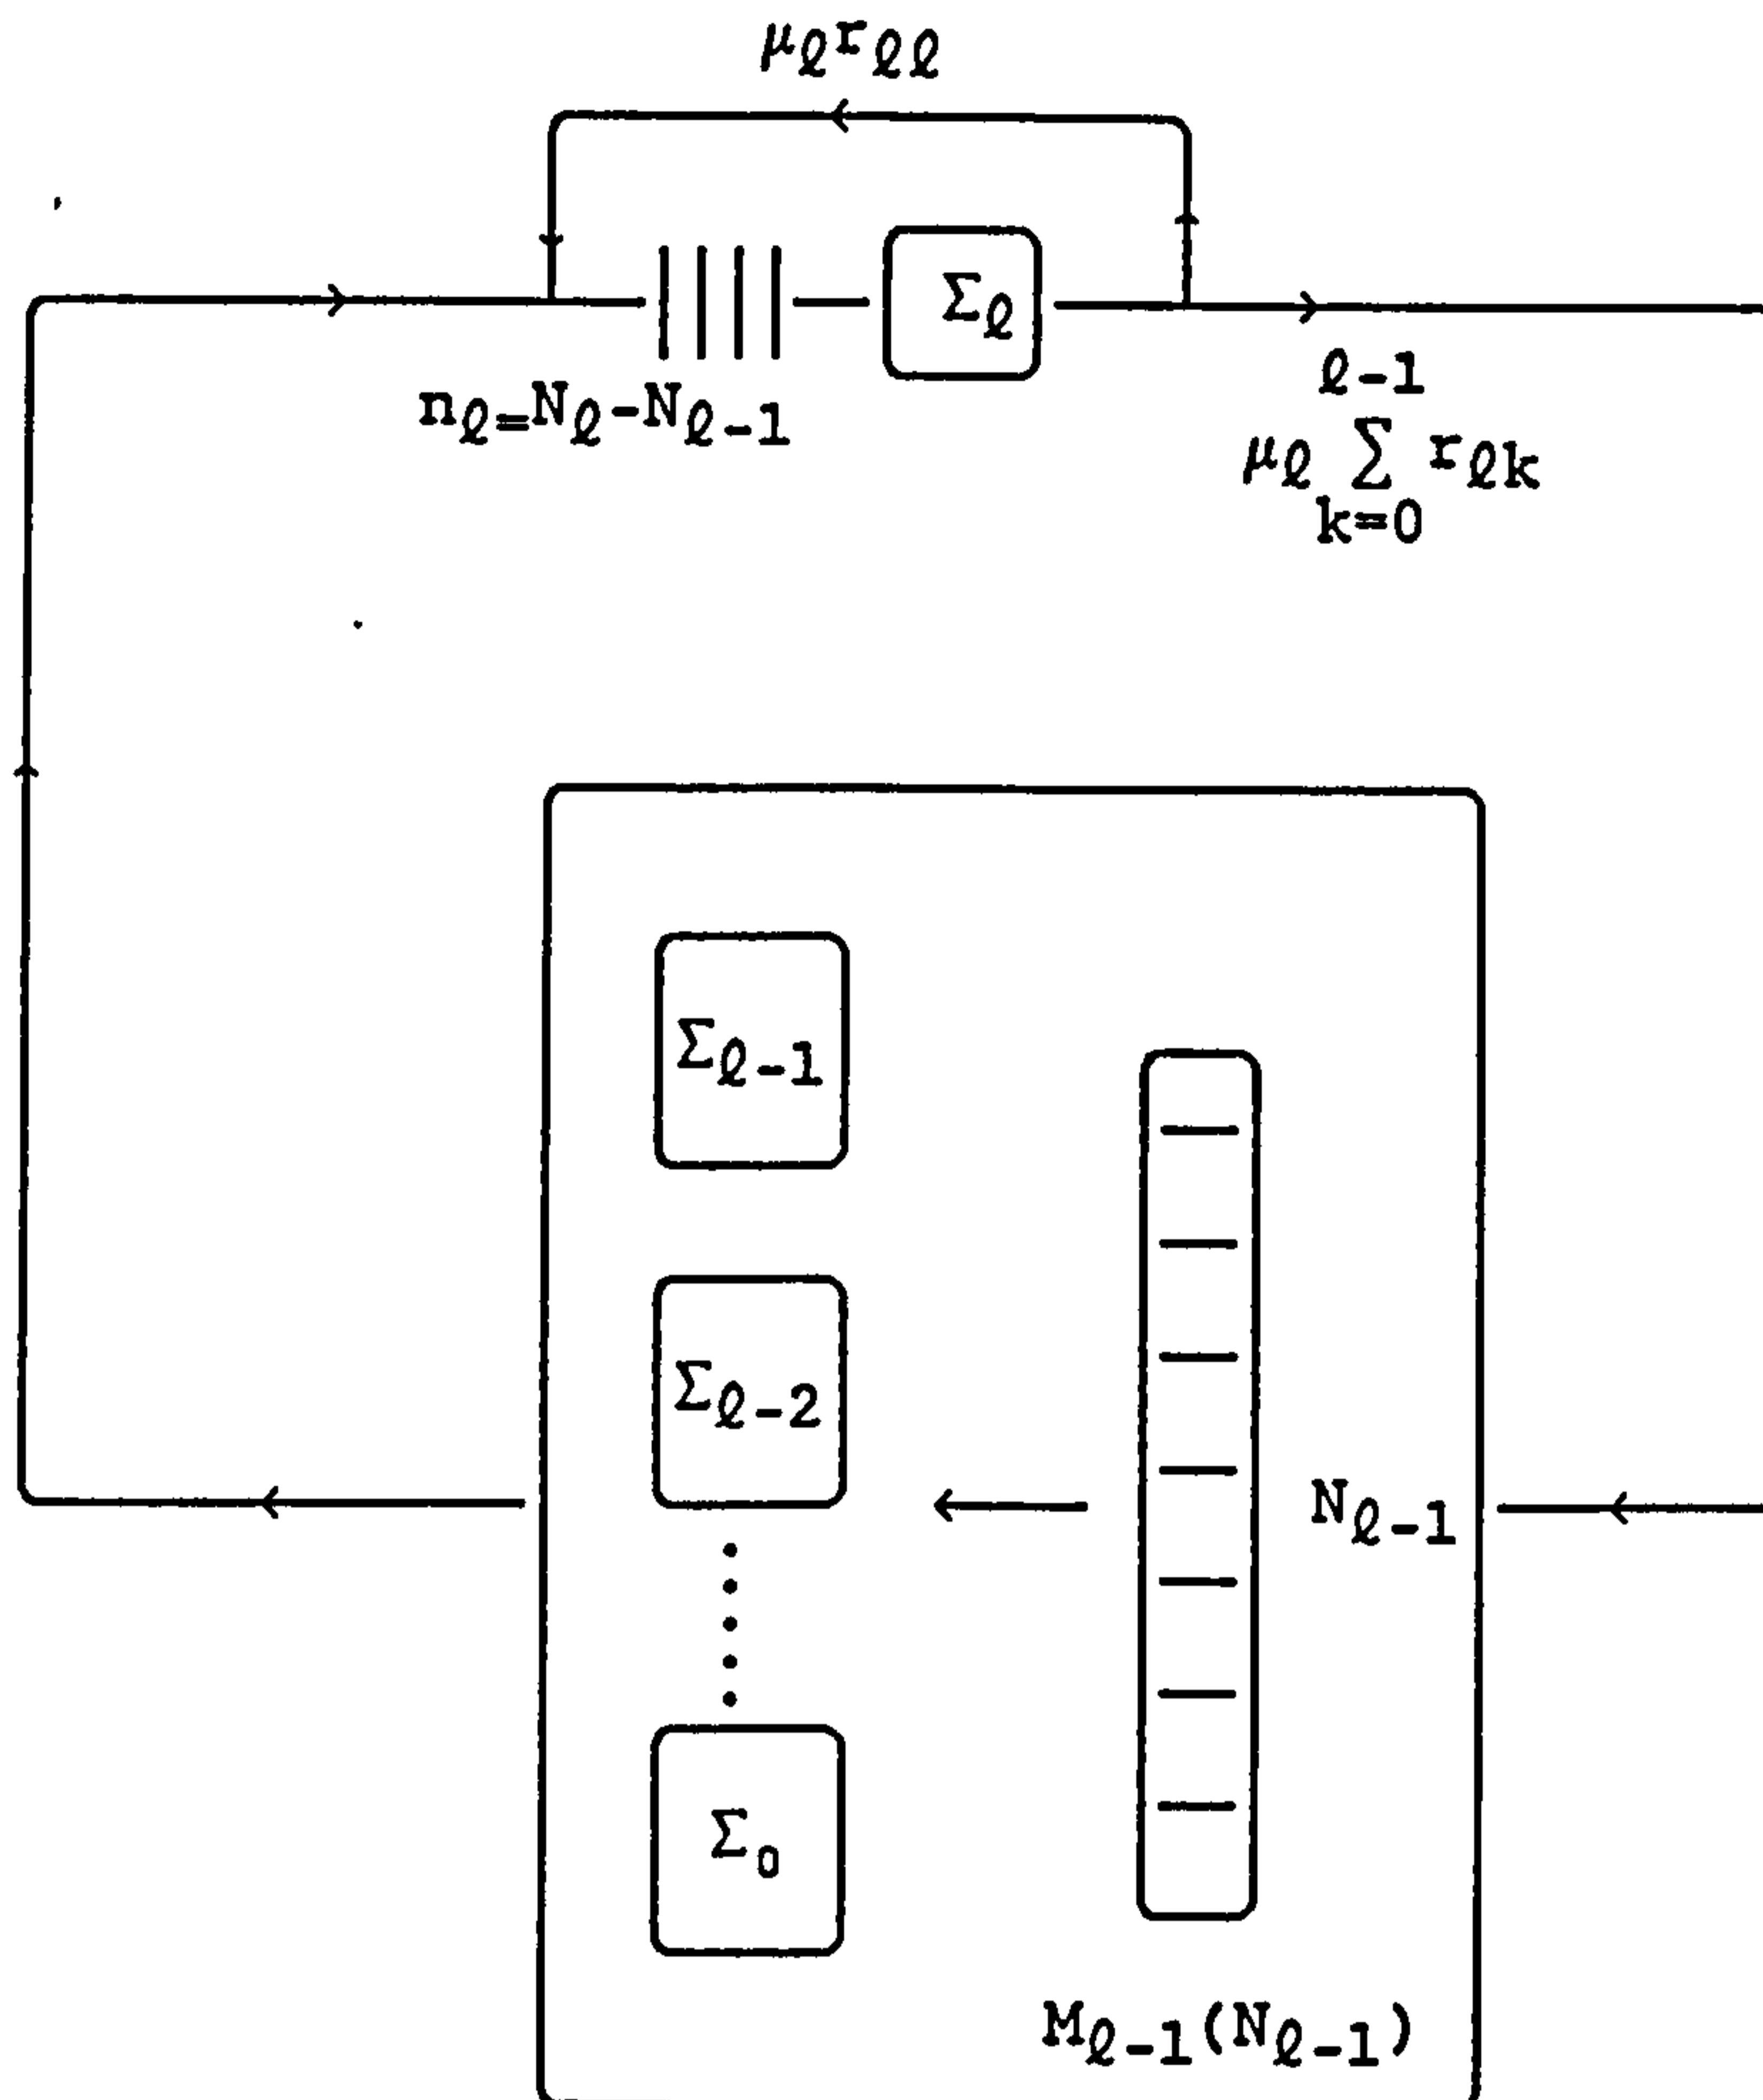 μℓrℓℓ
Σℓ
nℓ=Nℓ-Nℓ-1
ℓ-1
μℓ Σ rℓk
k=0
Σℓ-1
Σℓ-2
Nℓ-1
Σ0
Mℓ-1(Nℓ-1)